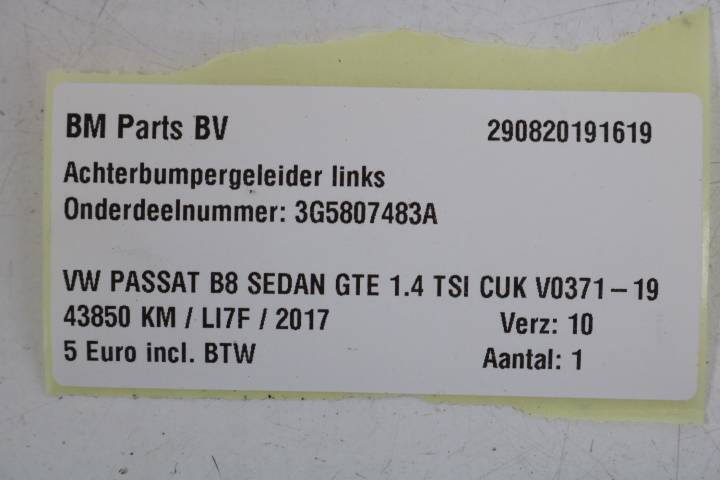 BM Parts BV 290820191619
Achterbumpergeleider links
Onderdeelnummer: 3G5807483A
VW PASSAT B8 SEDAN GTE 1.4 TSI CUK V0371-19
43850 KM / LI7F / 2017 Verz: 10
5 Euro incl. BTW Aantal: 1